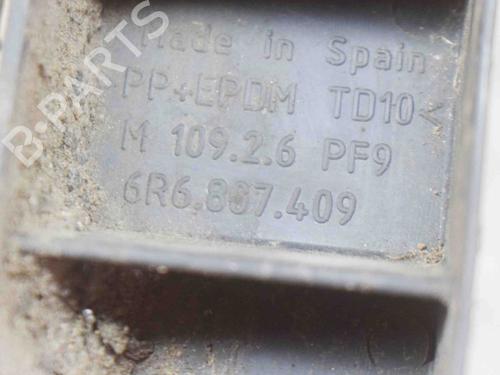 Made in Spain
PP+EPDM TD10<
M 109.2.6 PF9
6R6.807.409
B-PARTS